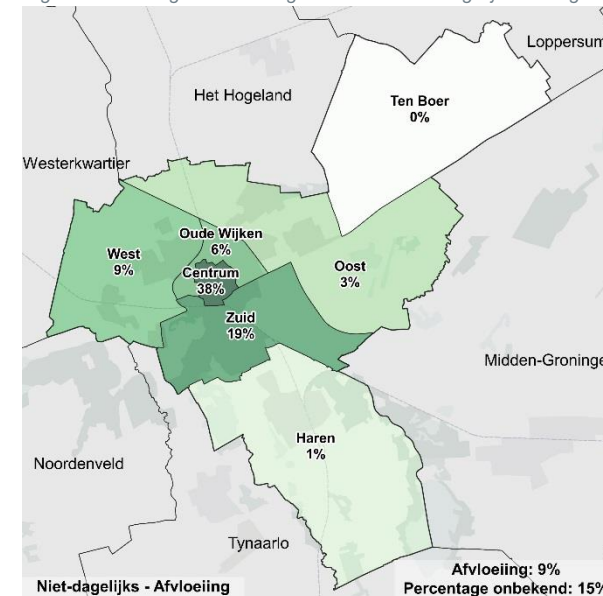 Loppersum
Het Hogeland
Ten Boer
0%
Westerkwartier
Oude Wijken
6%
West
9%
Centrum
38%
Oost
3%
Zuid
19%
Midden-Groninge
Haren
1%
Noordenveld
Tynaarlo
Niet-dagelijks - Afvloeiing
Afvloeiing: 9%
Percentage onbekend: 15%